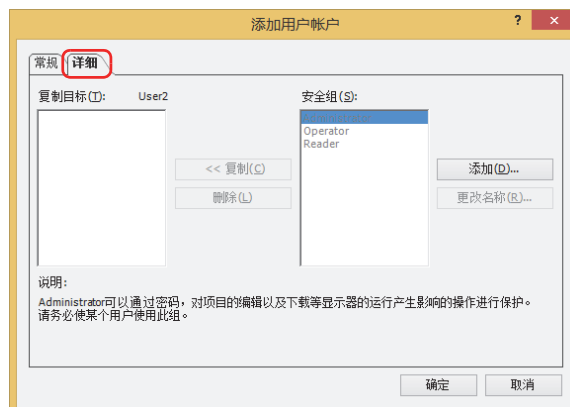 添加用户帐户
? ×
常规 详细
复制目标(T): User2 安全组(S):
Administrator
Operator
Reader
<< 复制(C) 添加(D)...
删除(L) 更改名称(R)...
说明:
Administrator可以通过密码，对项目的编辑以及下载等显示器的运行产生影响的操作进行保护。
请务必使某个用户使用此组。
确定 取消